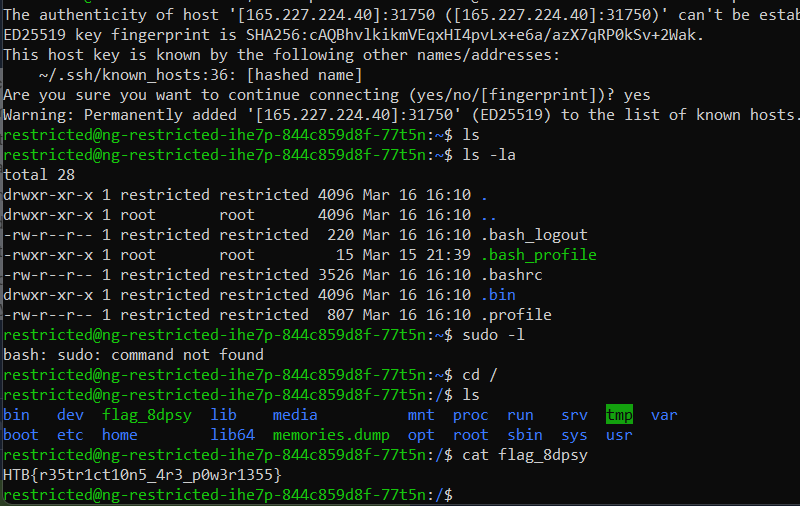 The authenticity of host '[165.227.224.40]:31750 ([165.227.224.40]:31750)' can't be estab
ED25519 key fingerprint is SHA256:cAQBhvlkikmVEqxHI4pvLx+e6a/azX7qRP0kSv+2Wak.
This host key is known by the following other names/addresses:
    ~/.ssh/known_hosts:36: [hashed name]
Are you sure you want to continue connecting (yes/no/[fingerprint])? yes
Warning: Permanently added '[165.227.224.40]:31750' (ED25519) to the list of known hosts.
restricted@ng-restricted-ihe7p-844c859d8f-77t5n:~$ ls
restricted@ng-restricted-ihe7p-844c859d8f-77t5n:~$ ls -la
total 28
drwxr-xr-x 1 restricted restricted 4096 Mar 16 16:10 .
drwxr-xr-x 1 root       root       4096 Mar 16 16:10 ..
-rw-r--r-- 1 restricted restricted  220 Mar 16 16:10 .bash_logout
-rwxr-xr-x 1 root       root         15 Mar 15 21:39 .bash_profile
-rw-r--r-- 1 restricted restricted 3526 Mar 16 16:10 .bashrc
drwxr-xr-x 1 restricted restricted 4096 Mar 16 16:10 .bin
-rw-r--r-- 1 restricted restricted  807 Mar 16 16:10 .profile
restricted@ng-restricted-ihe7p-844c859d8f-77t5n:~$ sudo -l
bash: sudo: command not found
restricted@ng-restricted-ihe7p-844c859d8f-77t5n:~$ cd /
restricted@ng-restricted-ihe7p-844c859d8f-77t5n:/$ ls
bin   dev  flag_8dpsy  lib    media         mnt  proc  run   srv  tmp  var
boot  etc  home        lib64  memories.dump  opt  root  sbin  sys  usr
restricted@ng-restricted-ihe7p-844c859d8f-77t5n:/$ cat flag_8dpsy
HTB{r35tr1ct10n5_4r3_p0w3r1355}
restricted@ng-restricted-ihe7p-844c859d8f-77t5n:/$